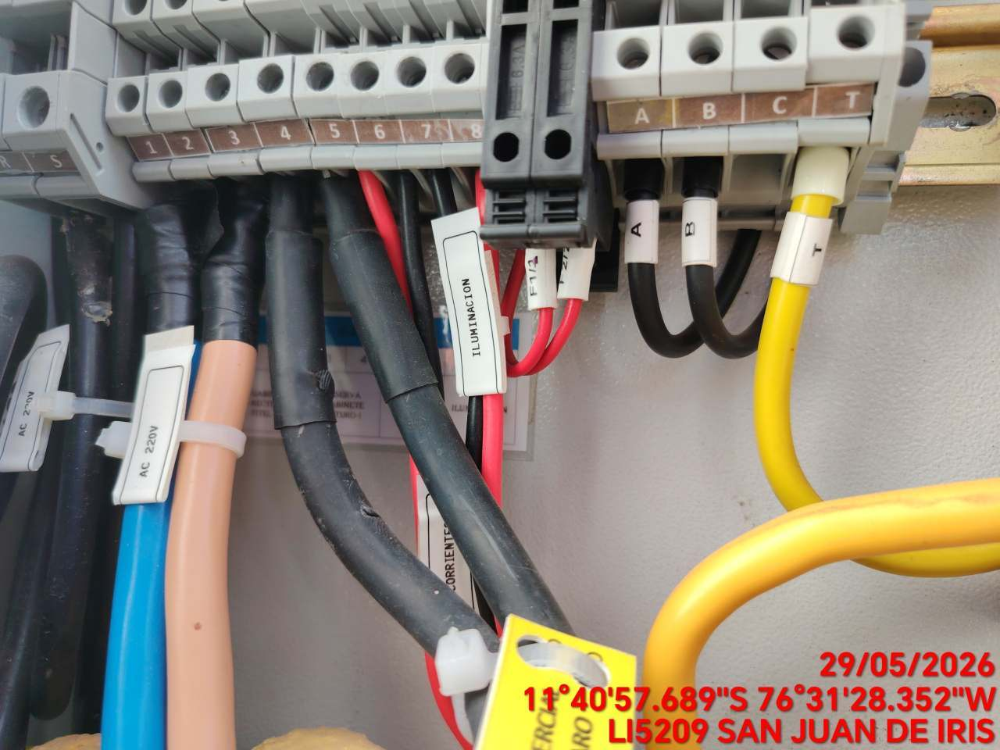 6.3A
A
B
C
T
1
2
3
4
5
6
7
8
R
S
A
B
T
F1/1
ILUMINACION
AC 220V
AC 220V
29/05/2026
11°40'57.689"S 76°31'28.352"W
LI5209 SAN JUAN DE IRIS